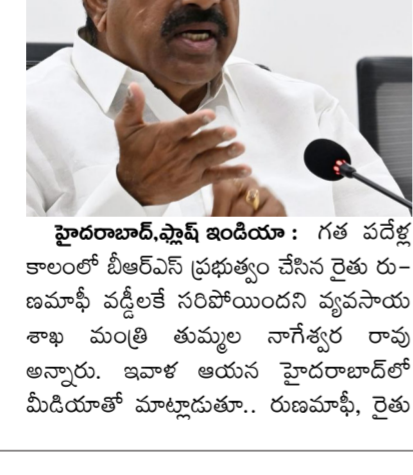 హైదరాబాద్,ఫ్లాష్ ఇండియా : గత పదేళ్ల
కాలంలో బీఆర్ఎస్ ప్రభుత్వం చేసిన రైతు రు-
ణమాఫీ వడ్డీలకే సరిపోయిందని వ్యవసాయ
శాఖ మంత్రి తుమ్మల నాగేశ్వర రావు
అన్నారు. ఇవాళ ఆయన హైదరాబాద్‌లో
మీడియాతో మాట్లాడుతూ.. రుణమాఫీ, రైతు